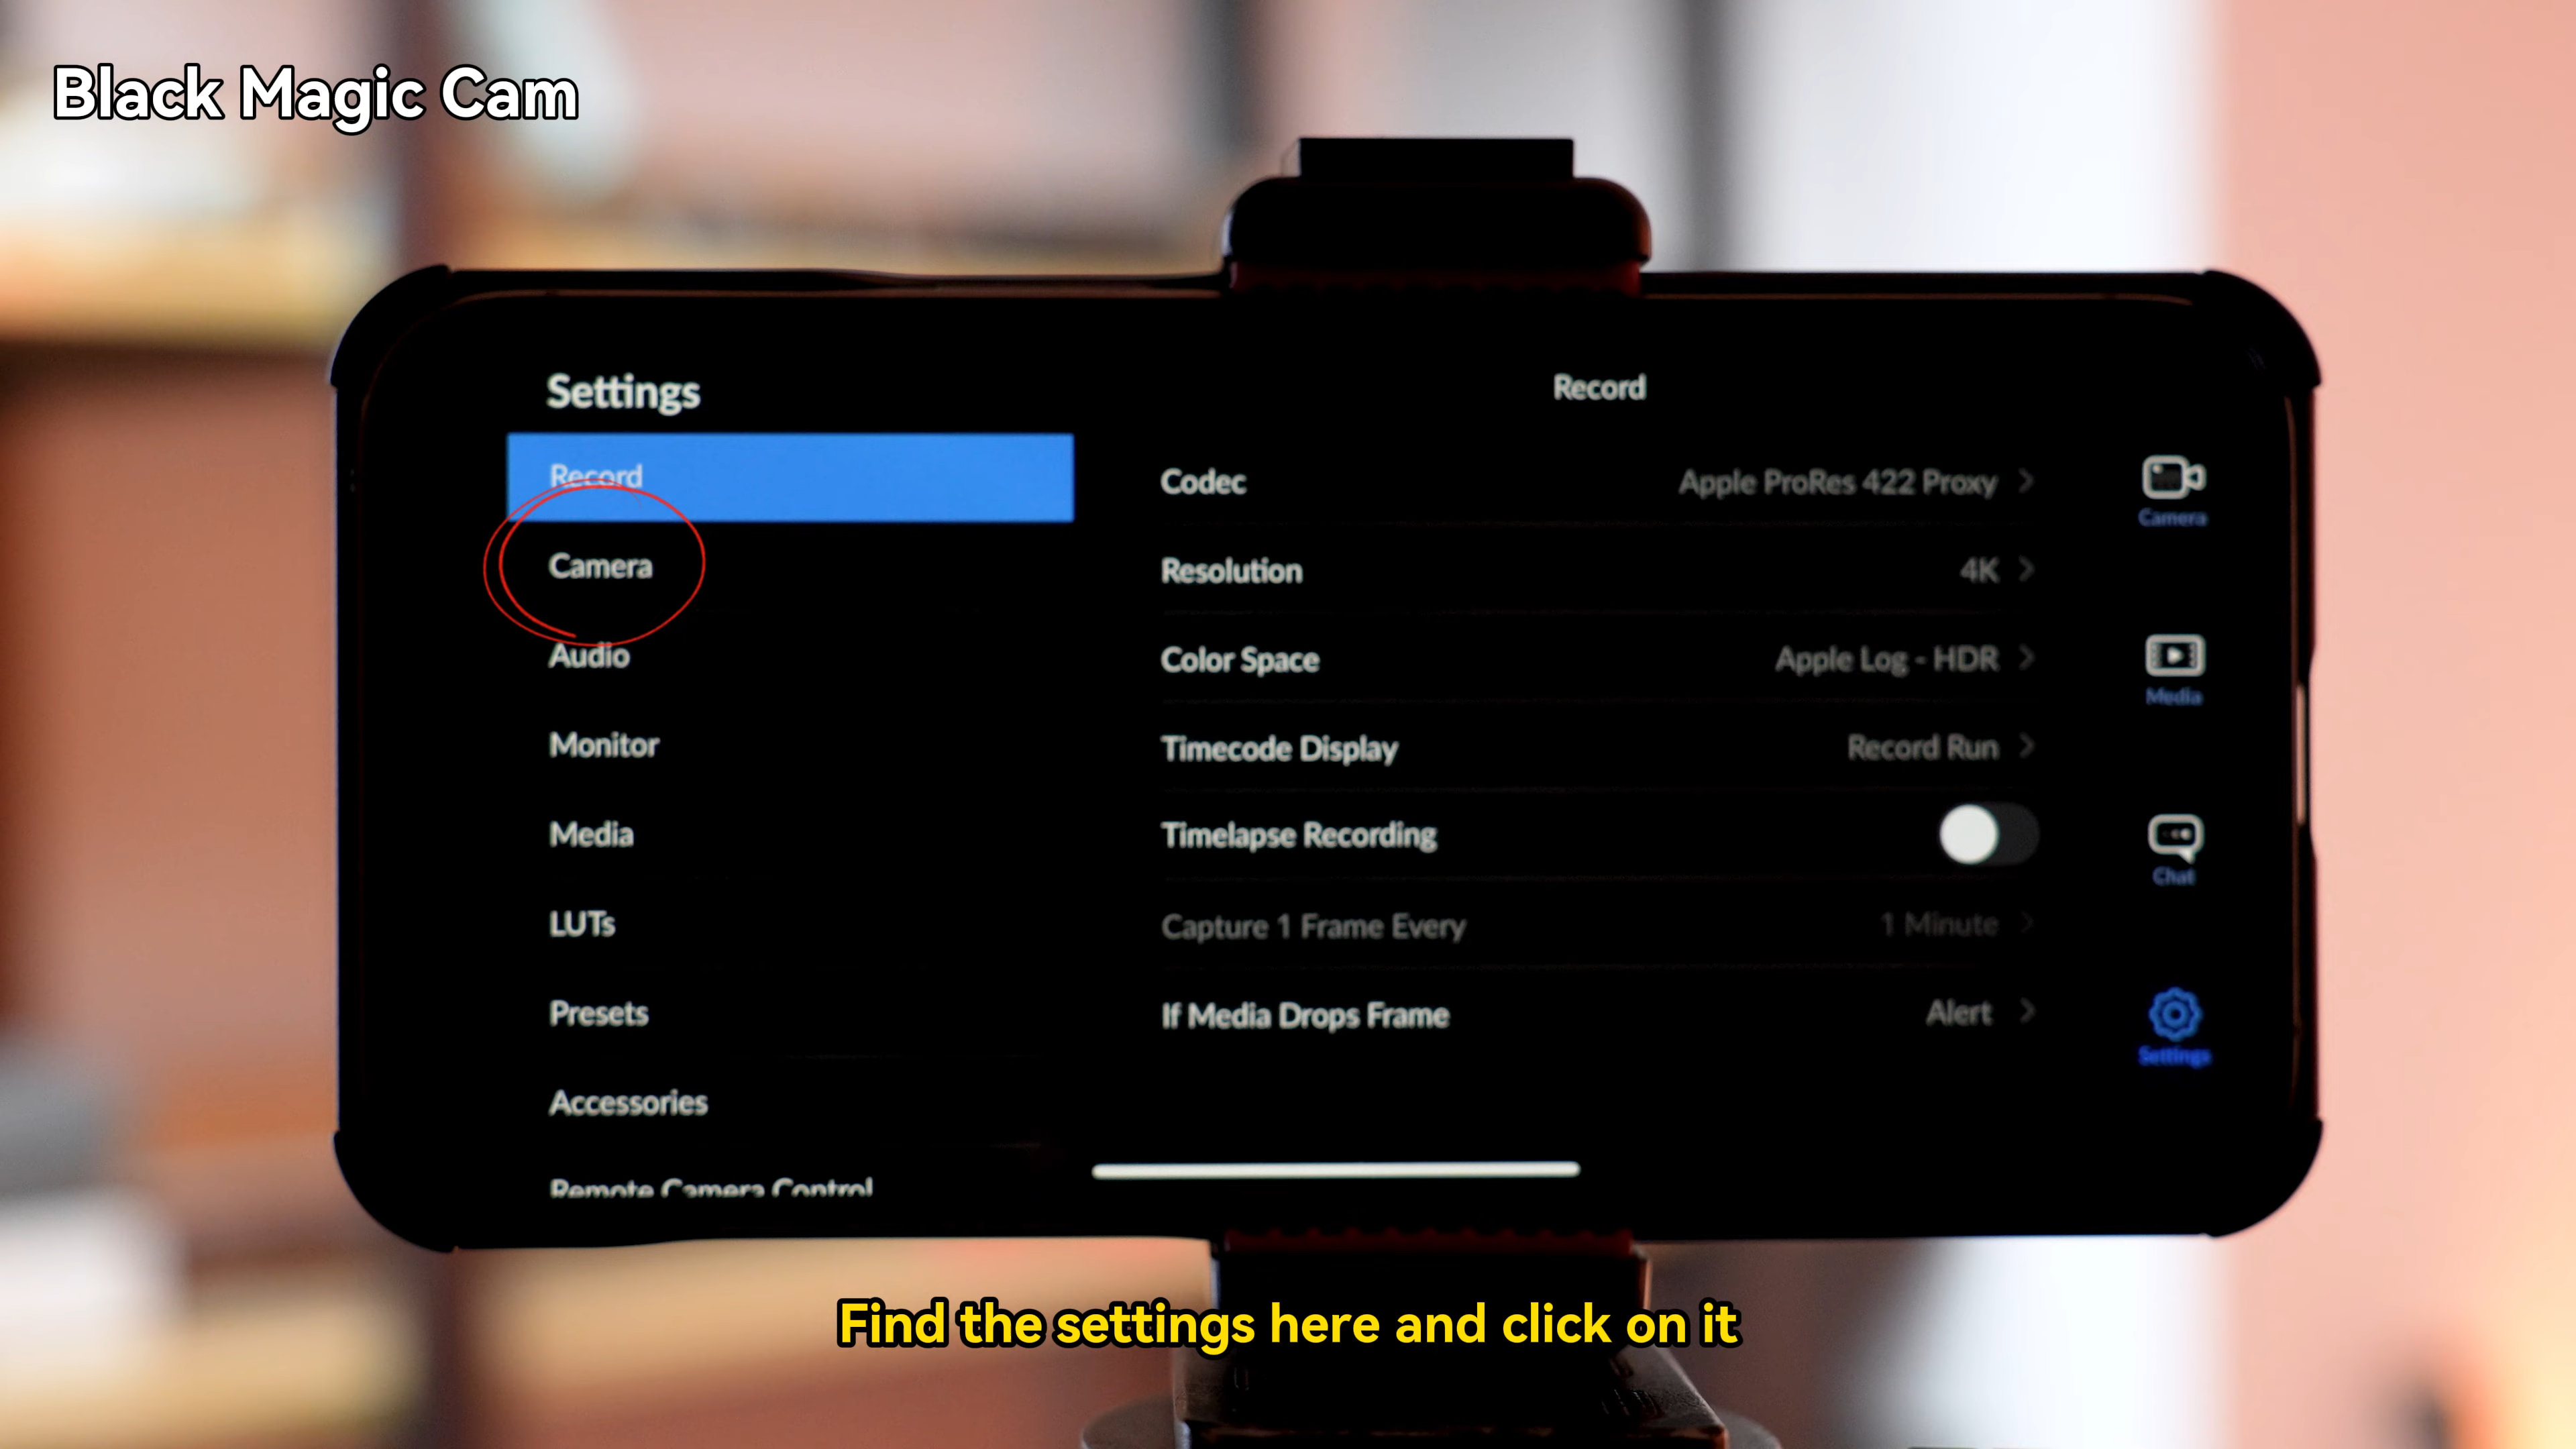 Black Magic Cam
Settings
Record
Record
Codec
Apple ProRes 422 Proxy
Camera
Camera
Resolution
4K
Audio
Color Space
Apple Log - HDR
Media
Monitor
Timecode Display
Record Run
Media
Timelapse Recording
Chat
LUTs
Capture 1 Frame Every
1 Minute
Presets
If Media Drops Frame
Alert
Settings
Accessories
Remote Camera Control
Find the settings here and click on it